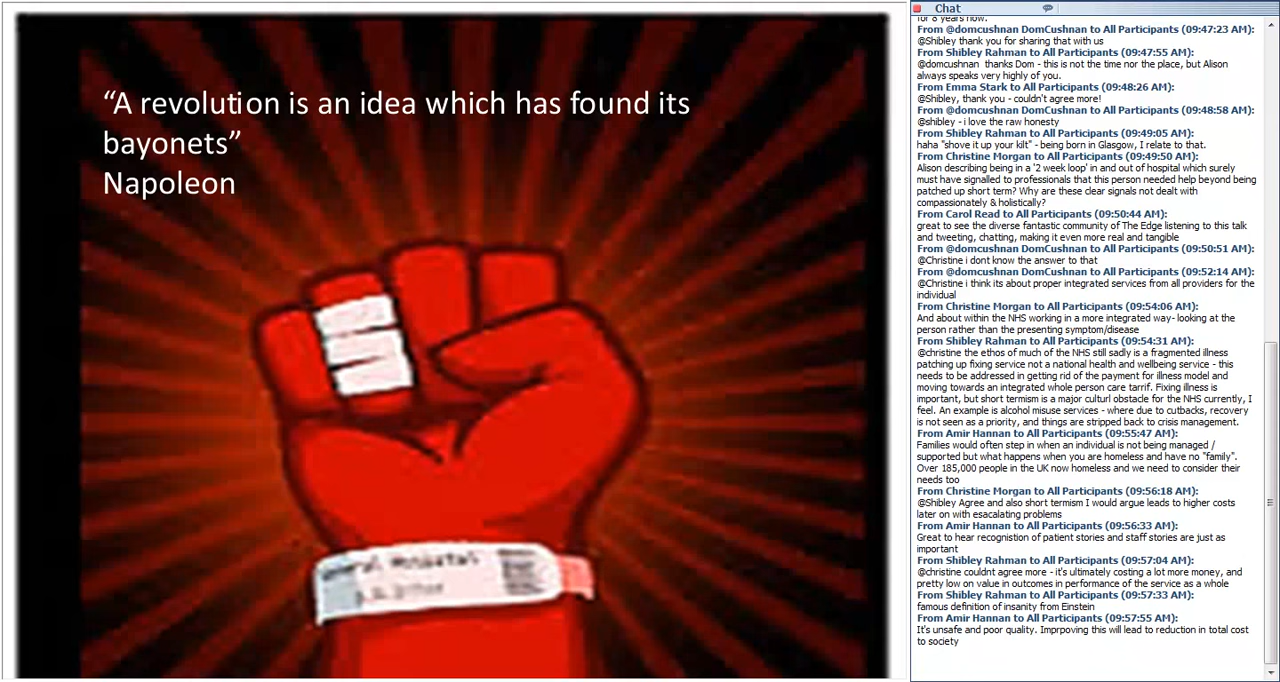 “A revolution is an idea which has found its
bayonets”
Napoleon
General Hospital
Chat
for 8 years now.
From @domcushnan DomCushnan to All Participants (09:47:23 AM):
@Shibley thank you for sharing that with us
From Shibley Rahman to All Participants (09:47:55 AM):
@domcushnan thanks Dom - this is not the time nor the place, but Alison
always speaks very highly of you.
From Emma Stark to All Participants (09:48:26 AM):
@Shibley, thank you - couldn't agree more!
From @domcushnan DomCushnan to All Participants (09:48:58 AM):
@shibley - i love the raw honesty
From Shibley Rahman to All Participants (09:49:05 AM):
haha "shove it up your kilt" - being born in Glasgow, I relate to that.
From Christine Morgan to All Participants (09:49:50 AM):
Alison describing being in a '2 week loop' in and out of hospital which surely
must have signalled to professionals that this person needed help beyond being
patched up short term? Why are these clear signals not dealt with
compassionately & holistically?
From Carol Read to All Participants (09:50:44 AM):
great to see the diverse fantastic community of The Edge listening to this talk
and tweeting, chatting, making it even more real and tangible
From @domcushnan DomCushnan to All Participants (09:50:51 AM):
@Christine i dont know the answer to that
From @domcushnan DomCushnan to All Participants (09:52:14 AM):
@Christine i think its about proper integrated services from all providers for the
individual
From Christine Morgan to All Participants (09:54:06 AM):
And about within the NHS working in a more integrated way- looking at the
person rather than the presenting symptom/disease
From Shibley Rahman to All Participants (09:54:31 AM):
@christine the ethos of much of the NHS still sadly is a fragmented illness
patching up fixing service not a national health and wellbeing service - this
needs to be addressed in getting rid of the payment for illness model and
moving towards an integrated whole person care tarrif. Fixing illness is
important, but short termism is a major culturl obstacle for the NHS currently, I
feel. An example is alcohol misuse services - where due to cutbacks, recovery
is not seen as a priority, and things are stripped back to crisis management.
From Amir Hannan to All Participants (09:55:47 AM):
Families would often step in when an individual is not being managed /
supported but what happens when you are homeless and have no "family".
Over 185,000 people in the UK now homeless and we need to consider their
needs too
From Christine Morgan to All Participants (09:56:18 AM):
@Shibley Agree and also short termism I would argue leads to higher costs
later on with esacalating problems
From Amir Hannan to All Participants (09:56:33 AM):
Great to hear recognistion of patient stories and staff stories are just as
important
From Shibley Rahman to All Participants (09:57:04 AM):
@christine couldnt agree more - it's ultimately costing a lot more money, and
pretty low on value in outcomes in performance of the service as a whole
From Shibley Rahman to All Participants (09:57:33 AM):
famous definition of insanity from Einstein
From Amir Hannan to All Participants (09:57:55 AM):
It's unsafe and poor quality. Imprpoving this will lead to reduction in total cost
to society